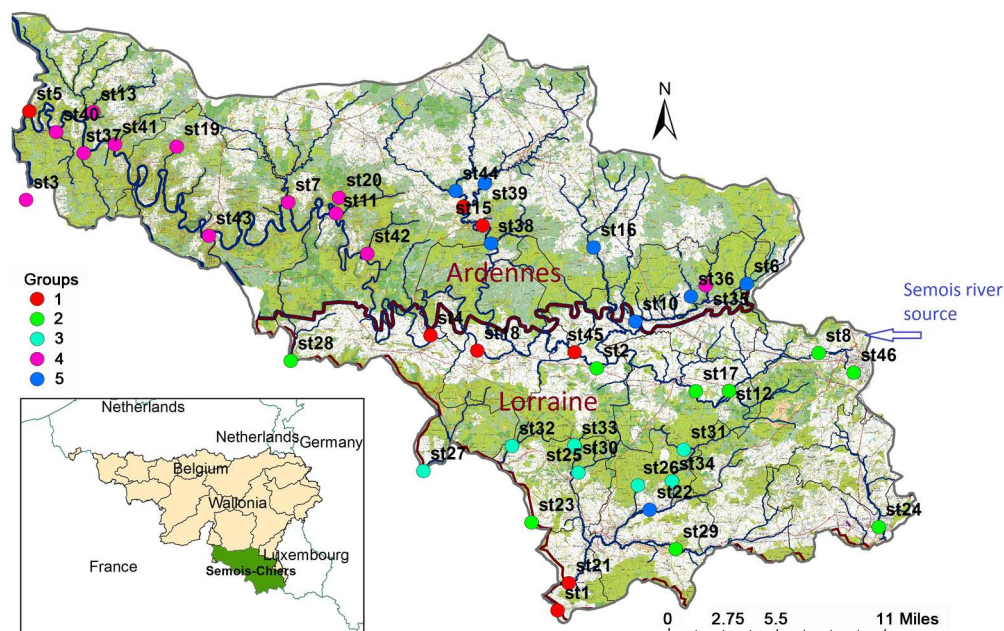 N
st5
st13
st40
st37
st41
st19
st3
st7
st20
st11
st43
st42
st44
st39
st15
st38
st16
st36
st6
st35
st10
Ardennes
Semois river
source
Groups
1
2
3
4
5
st4
st18
st45
st2
st28
st8
st46
st17
st12
Lorraine
st32
st33
st30
st25
st31
st34
st26
st22
st27
st23
st24
st29
st21
st1
Netherlands
Netherlands
Germany
Belgium
Wallonia
Luxembourg
Semois-Chiers
France
0 2.75 5.5 11 Miles